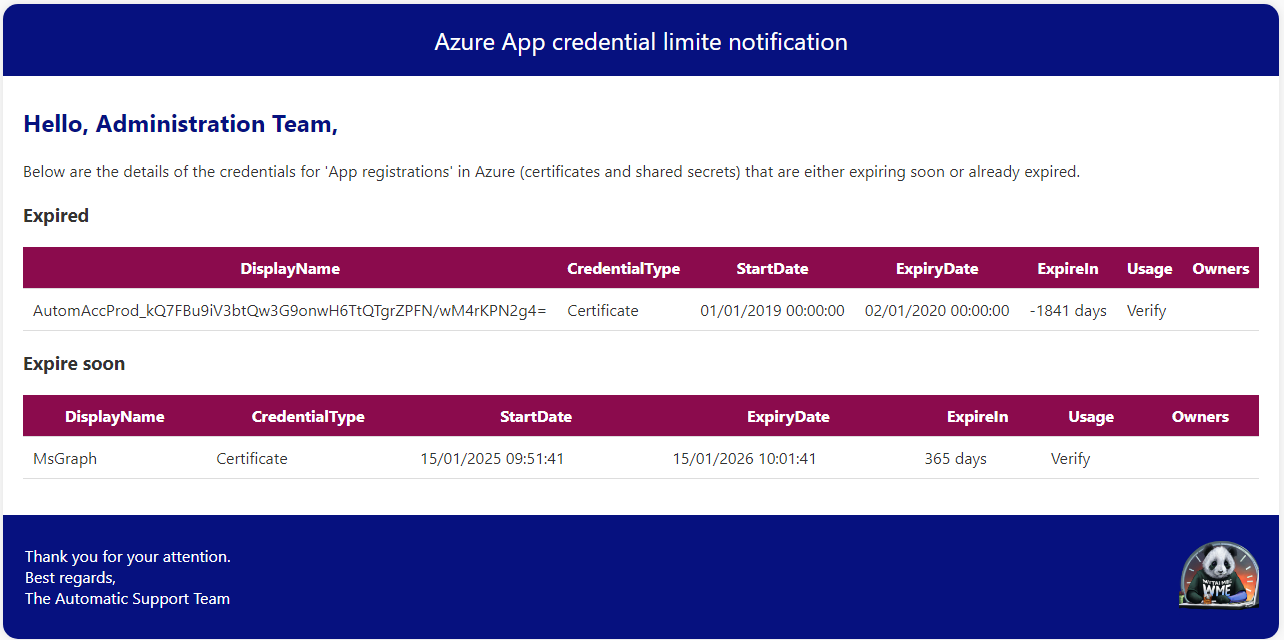 Azure App credential limite notification
Hello, Administration Team,
Below are the details of the credentials for 'App registrations' in Azure (certificates and shared secrets) that are either expiring soon or already expired.
Expired
DisplayName CredentialType StartDate ExpiryDate ExpireIn Usage Owners
AutomAccProd_kQ7FBu9iV3btQw3G9onwH6TtQTgrZPFN/wM4rKPN2g4= Certificate 01/01/2019 00:00:00 02/01/2020 00:00:00 -1841 days Verify
Expire soon
DisplayName CredentialType StartDate ExpiryDate ExpireIn Usage Owners
MsGraph Certificate 15/01/2025 09:51:41 15/01/2026 10:01:41 365 days Verify
Thank you for your attention.
Best regards,
The Automatic Support Team
WME